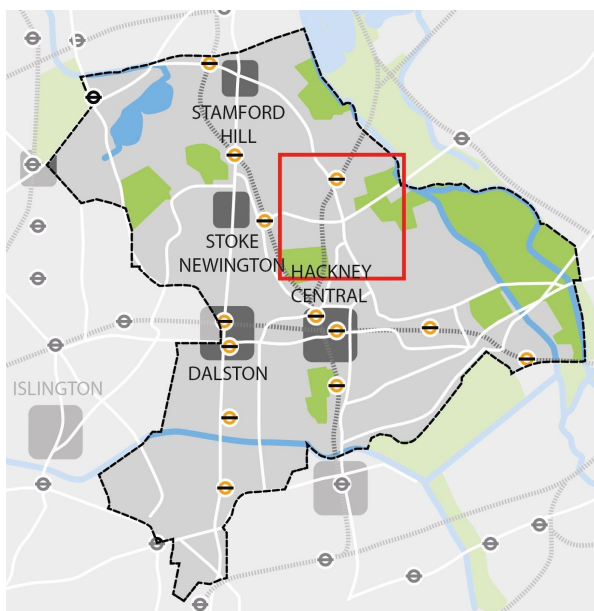 STAMFORD
HILL
STOKE
NEWINGTON
HACKNEY
CENTRAL
DALSTON
ISLINGTON